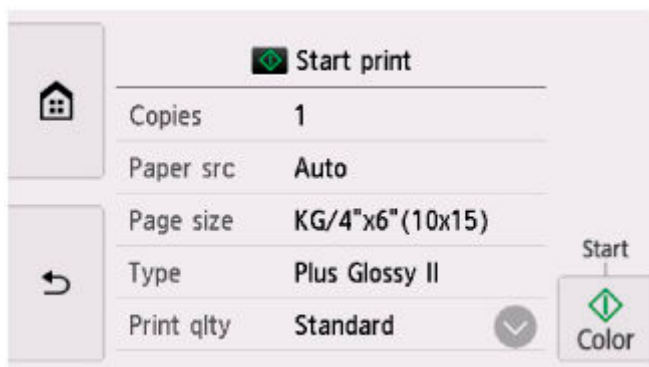 Start print
Copies 1
Paper src Auto
Page size KG/4"x6"(10x15)
Type Plus Glossy II
Print qlty Standard
Start
Color